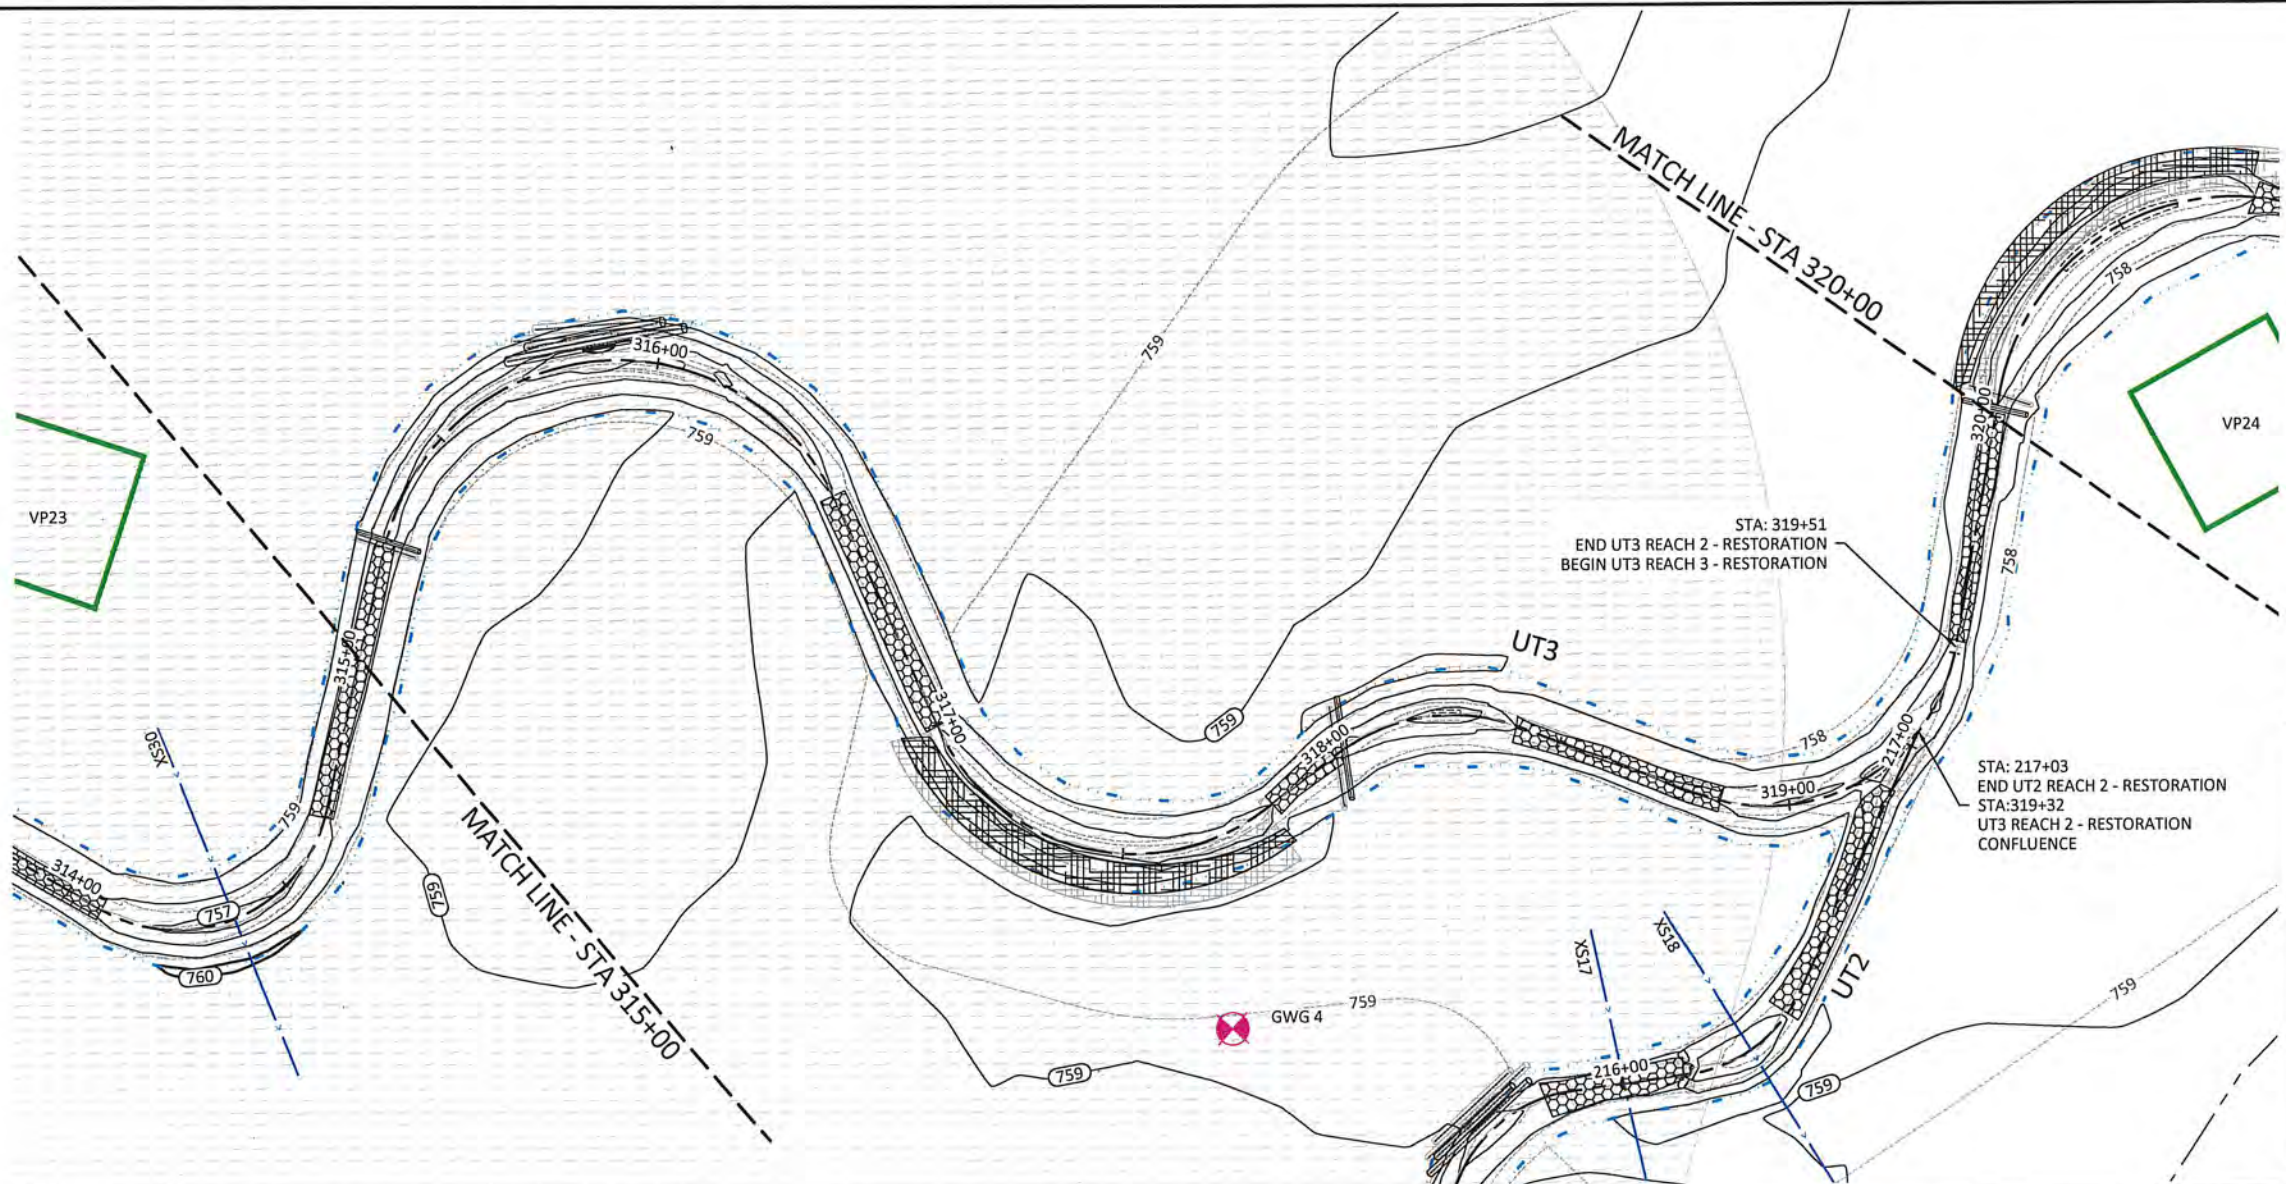 MATCH LINE - STA 320+00
316+00
759
759
VP24
VP23
320+00
STA: 319+51
END UT3 REACH 2 - RESTORATION
BEGIN UT3 REACH 3 - RESTORATION
758
758
315+00
UT3
317+00
759
318+00
758
217+00
XS30
759
319+00
STA: 217+03
END UT2 REACH 2 - RESTORATION
STA:319+32
UT3 REACH 2 - RESTORATION
CONFLUENCE
314+00
757
759
MATCH LINE - STA 315+00
760
XS17
XS18
UT2
759
759
GWG 4
759
216+00
759